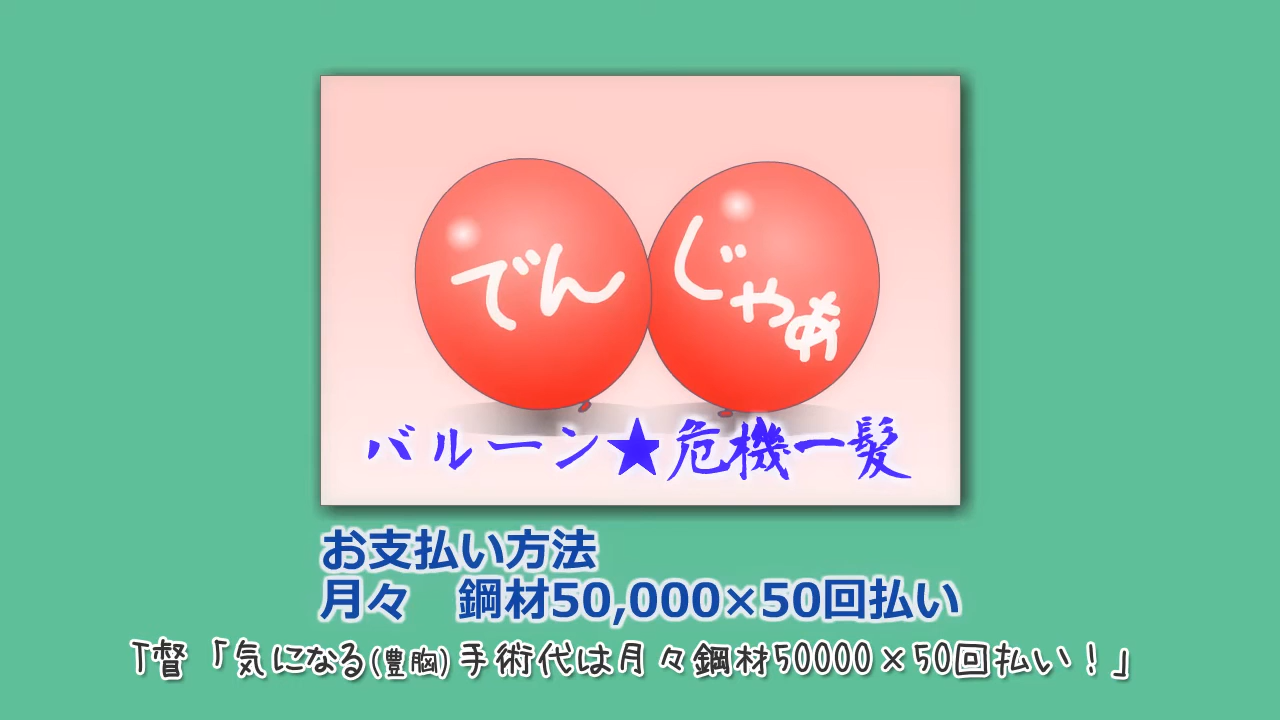 でん
じゃあ
バルーン★危機一髪
お支払い方法
月々　鋼材50,000×50回払い
T督「気になる(豊胸)手術代は月々鋼材50000×50回払い！」